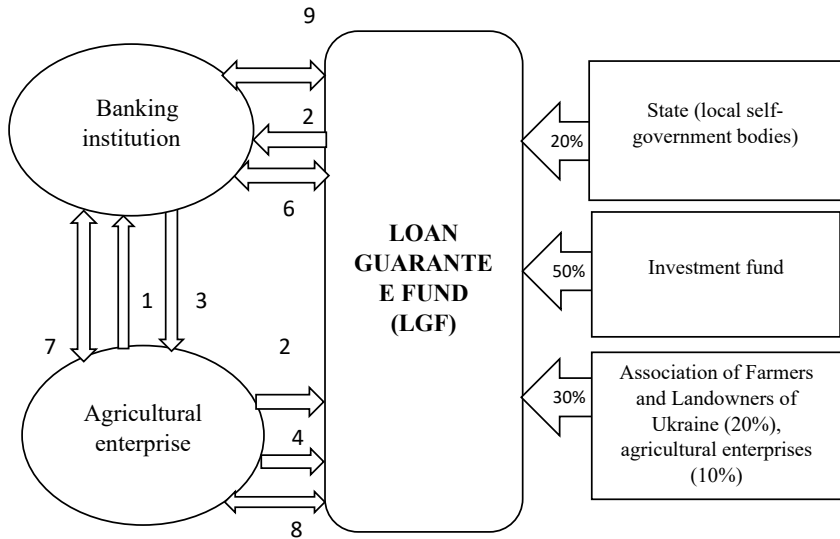 9
Banking
institution
2
6
1
3
7
2
Agricultural
enterprise
4
8
LOAN
GUARANTE
E FUND
(LGF)
20%
State (local self-
government bodies)
50%
Investment fund
30%
Association of Farmers
and Landowners of
Ukraine (20%),
agricultural enterprises
(10%)